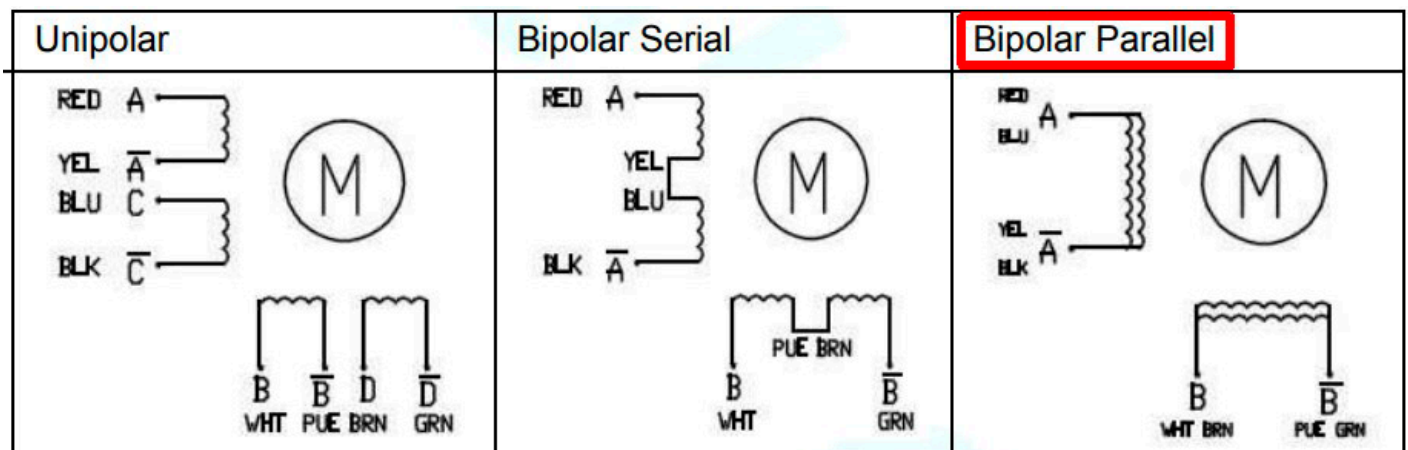 Unipolar
RED A
YEL A̅
BLU C
BLK C̅
M
B B̅ D D̅
WHT PUE BRN GRN
Bipolar Serial
RED A
YEL
BLU
BLK A̅
M
PUE BRN
B B̅
WHT GRN
Bipolar Parallel
RED
A
BLU
YEL
A̅
BLK
M
B B̅
WHT BRN PUE GRN